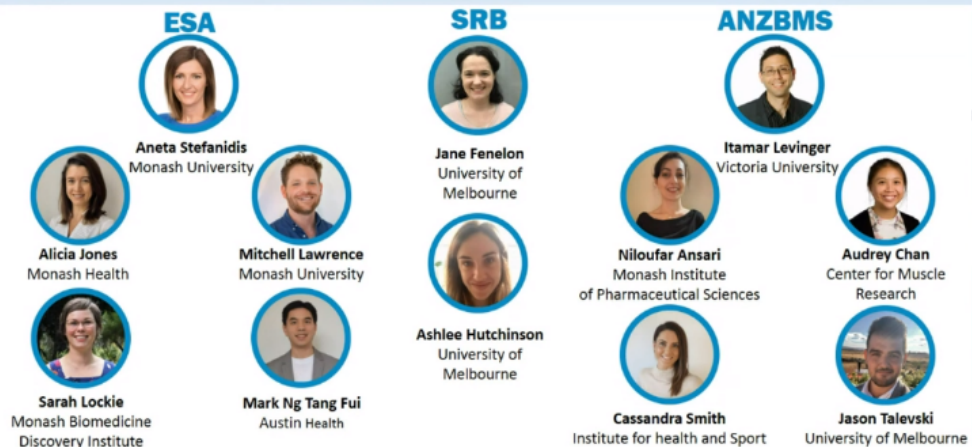 ESA
Aneta Stefanidis
Monash University
Alicia Jones
Monash Health
Mitchell Lawrence
Monash University
Sarah Lockie
Monash Biomedicine
Discovery Institute
Mark Ng Tang Fui
Austin Health
SRB
Jane Fenelon
University of
Melbourne
Ashlee Hutchinson
University of
Melbourne
ANZBMS
Itamar Levinger
Victoria University
Niloufar Ansari
Monash Institute
of Pharmaceutical Sciences
Audrey Chan
Center for Muscle
Research
Cassandra Smith
Institute for health and Sport
Jason Talevski
University of Melbourne